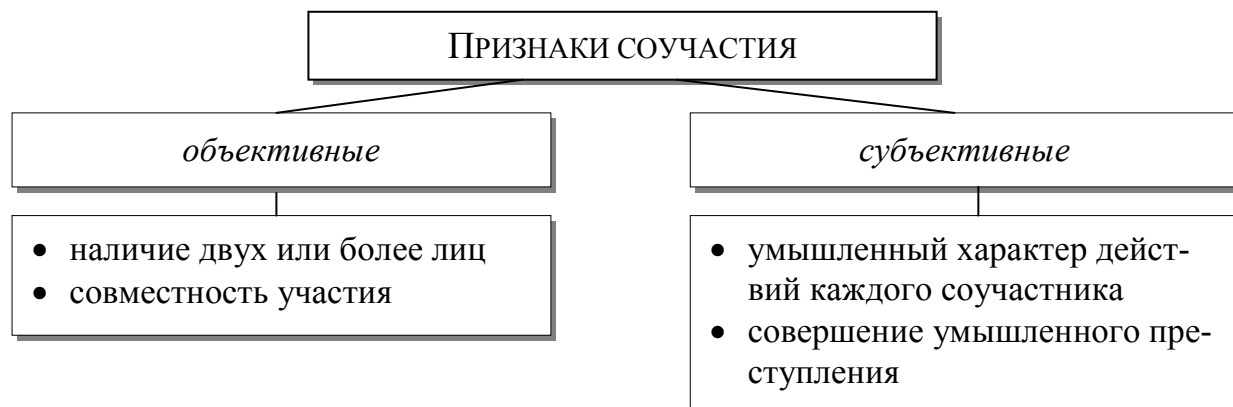 ПРИЗНАКИ СОУЧАСТИЯ
объективные
субъективные
• наличие двух или более лиц
• совместность участия
• умышленный характер дейст-
вий каждого соучастника
• совершение умышленного пре-
ступления